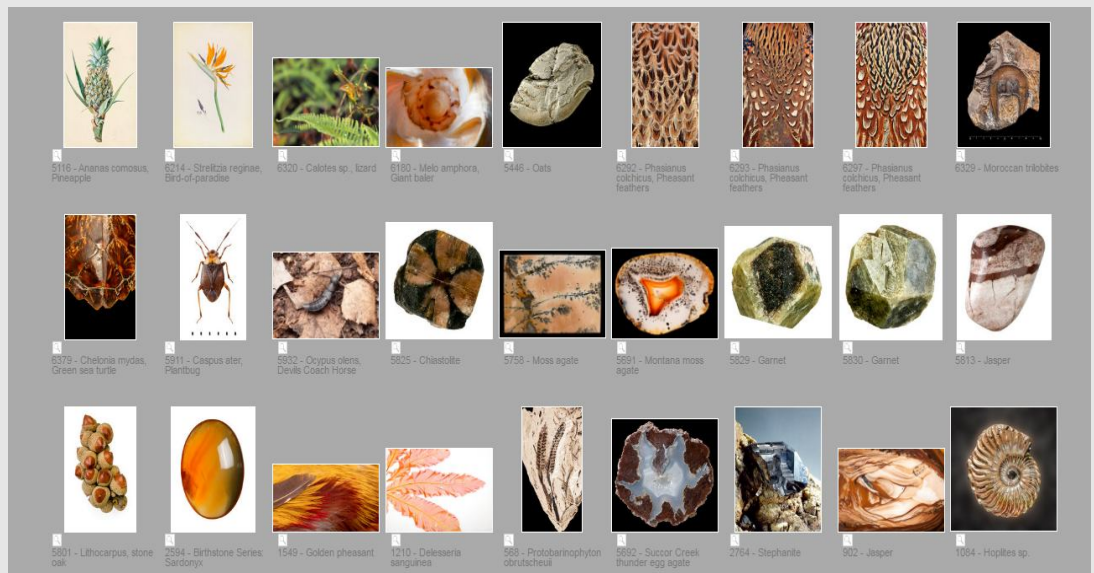 5116 - Ananas comosus,
Pineapple
6214 - Strelitzia reginae,
Bird-of-paradise
6320 - Calotes sp., lizard
6180 - Melo amphora,
Giant baler
5446 - Oats
6292 - Phasianus
colchicus, Pheasant
feathers
6293 - Phasianus
colchicus, Pheasant
feathers
6297 - Phasianus
colchicus, Pheasant
feathers
6329 - Moroccan trilobites
6379 - Chelonia mydas,
Green sea turtle
5911 - Caspus ater,
Plantbug
5932 - Ocypus olens,
Devils Coach Horse
5825 - Chiastolite
5758 - Moss agate
5691 - Montana moss
agate
5829 - Garnet
5830 - Garnet
5813 - Jasper
5801 - Lithocarpus, stone
oak
2594 - Birthstone Series:
Sardonyx
1549 - Golden pheasant
1210 - Delesseria
sanguinea
568 - Protobarinophyton
obrutscheuii
5692 - Succor Creek
thunder egg agate
2764 - Stephanite
902 - Jasper
1084 - Hoplites sp.